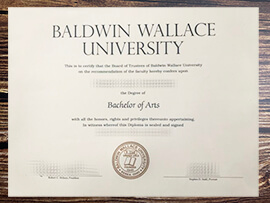 BALDWIN WALLACE
UNIVERSITY
This is to certify that the Board of Trustees of Baldwin Wallace University
on the recommendation of the faculty hereby confers upon
the Degree of
Bachelor of Arts
with all the honors, rights and privileges thereunto appertaining.
In witness whereof this Diploma is sealed and signed